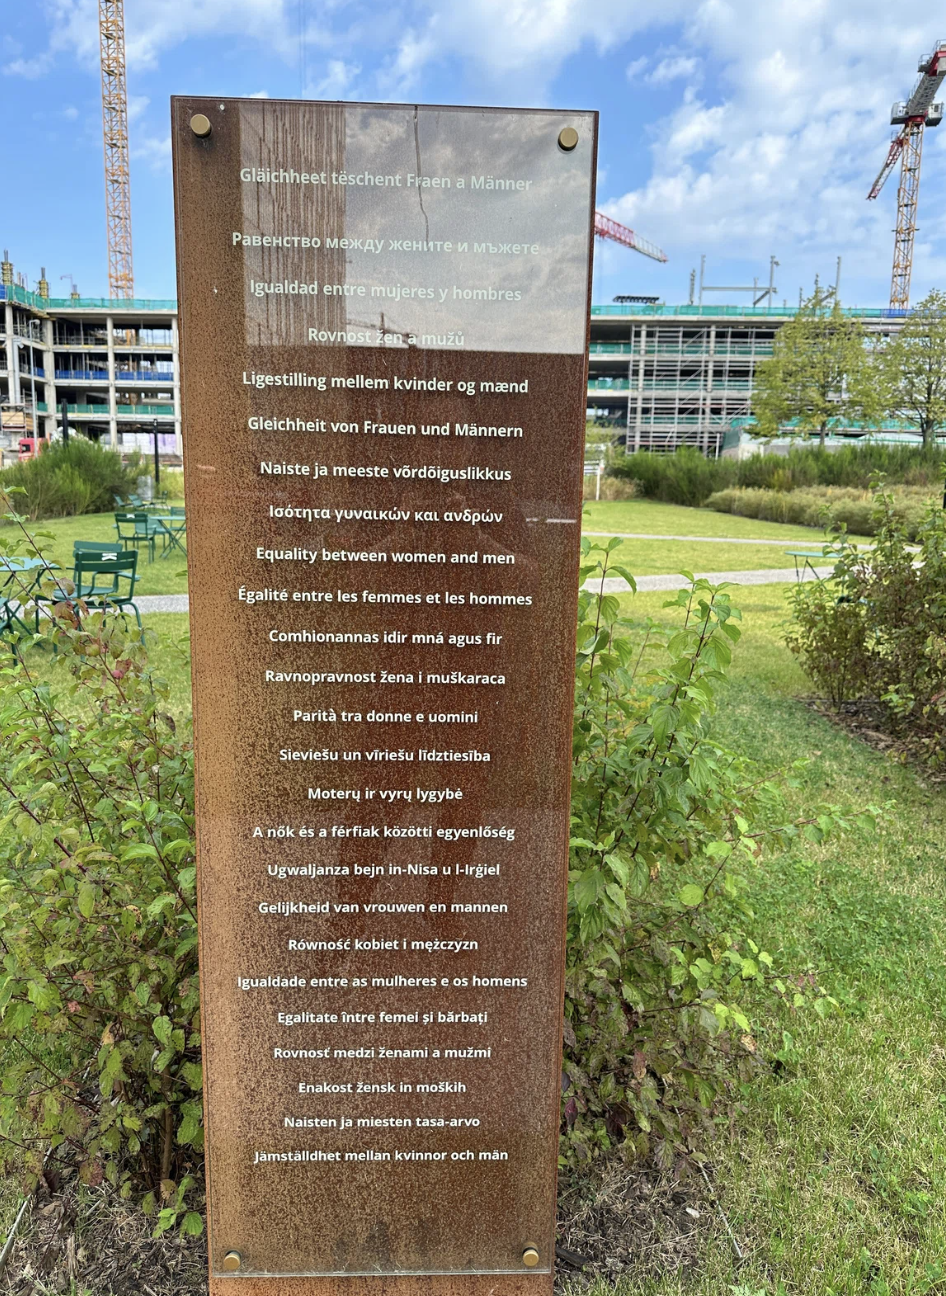 Gläichheet tëschent Fraen a Männer
Равенство между жените и мъжете
Igualdad entre mujeres y hombres
Rovnost žen a mužů
Ligestilling mellem kvinder og mænd
Gleichheit von Frauen und Männern
Naiste ja meeste võrdõiguslikkus
Ισότητα γυναικών και ανδρών
Equality between women and men
Égalité entre les femmes et les hommes
Comhionannas idir mná agus fir
Ravnopravnost žena i muškaraca
Parità tra donne e uomini
Sieviešu un vīriešu līdztiesība
Moterų ir vyrų lygybė
A nők és a férfiak közötti egyenlőség
Ugwaljanza bejn in-Nisa u l-Irġiel
Gelijkheid van vrouwen en mannen
Równość kobiet i mężczyzn
Igualdade entre as mulheres e os homens
Egalitate între femei și bărbați
Rovnosť medzi ženami a mužmi
Enakost žensk in moških
Naisten ja miesten tasa-arvo
Jämställdhet mellan kvinnor och män